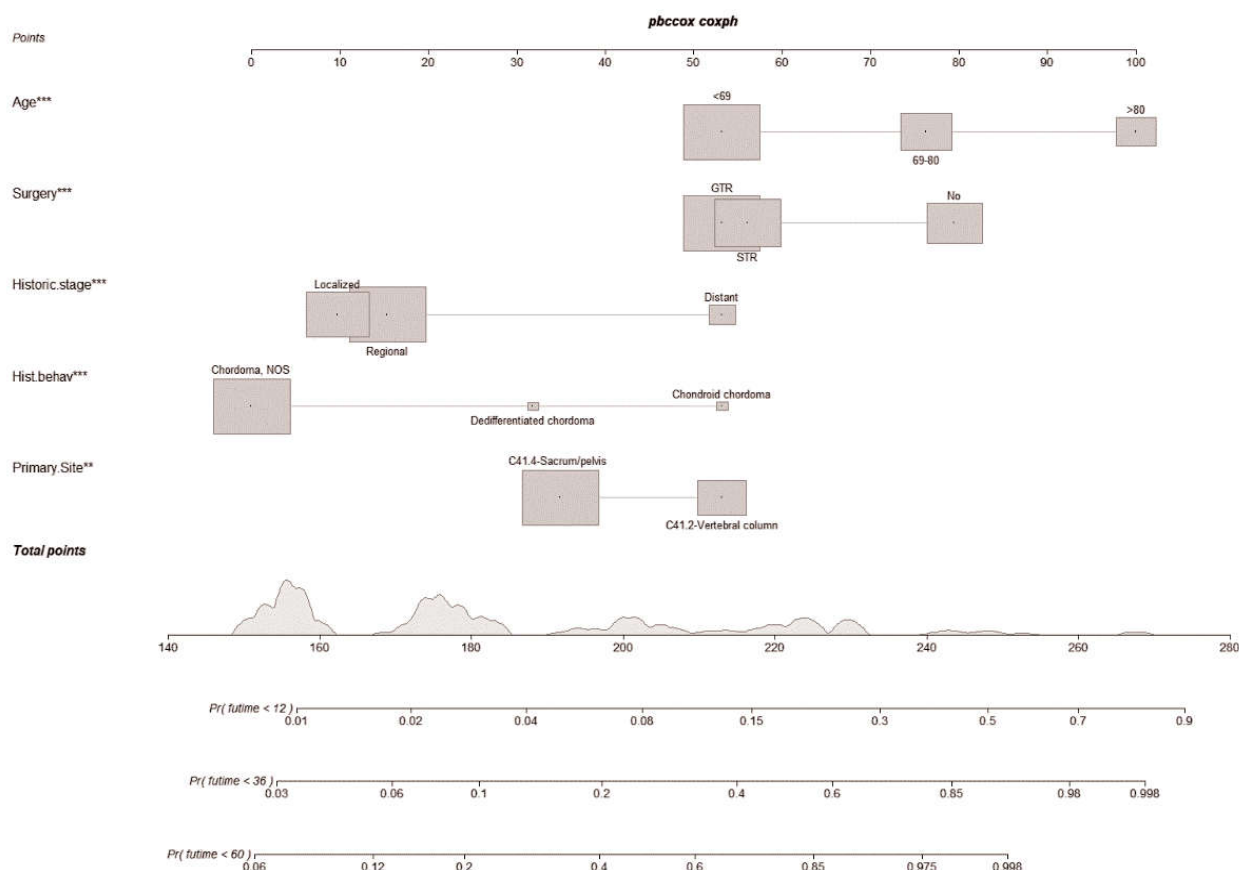 pbccox coxph
Points
0 10 20 30 40 50 60 70 80 90 100
Age***
<69
69-80
>80
Surgery***
GTR
STR
No
Historic.stage***
Localized
Regional
Distant
Hist.behav***
Chordoma, NOS
Dedifferentiated chordoma
Chondroid chordoma
Primary.Site**
C41.4-Sacrum/pelvis
C41.2-Vertebral column
Total points
140 160 180 200 220 240 260 280
Pr( futime < 12 )
0.01 0.02 0.04 0.08 0.15 0.3 0.5 0.7 0.9
Pr( futime < 36 )
0.03 0.06 0.1 0.2 0.4 0.6 0.85 0.98 0.998
Pr( futime < 60 )
0.06 0.12 0.2 0.4 0.6 0.85 0.975 0.998